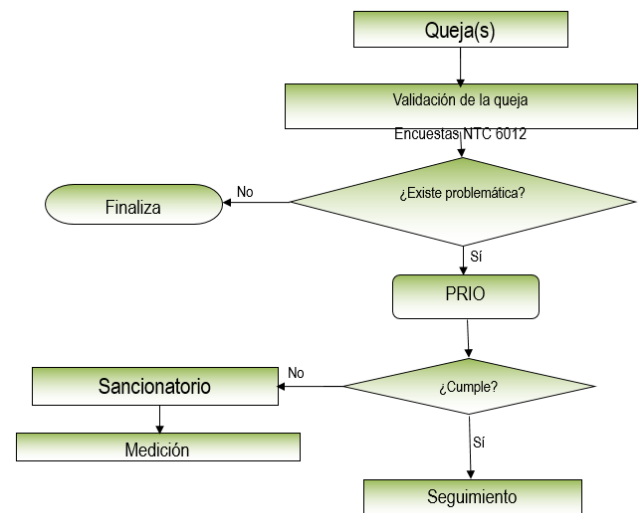 Queja(s)
Validación de la queja
Encuestas NTC 6012
¿Existe problemática?
No
Finaliza
Sí
PRIO
¿Cumple?
No
Sancionatorio
Medición
Sí
Seguimiento